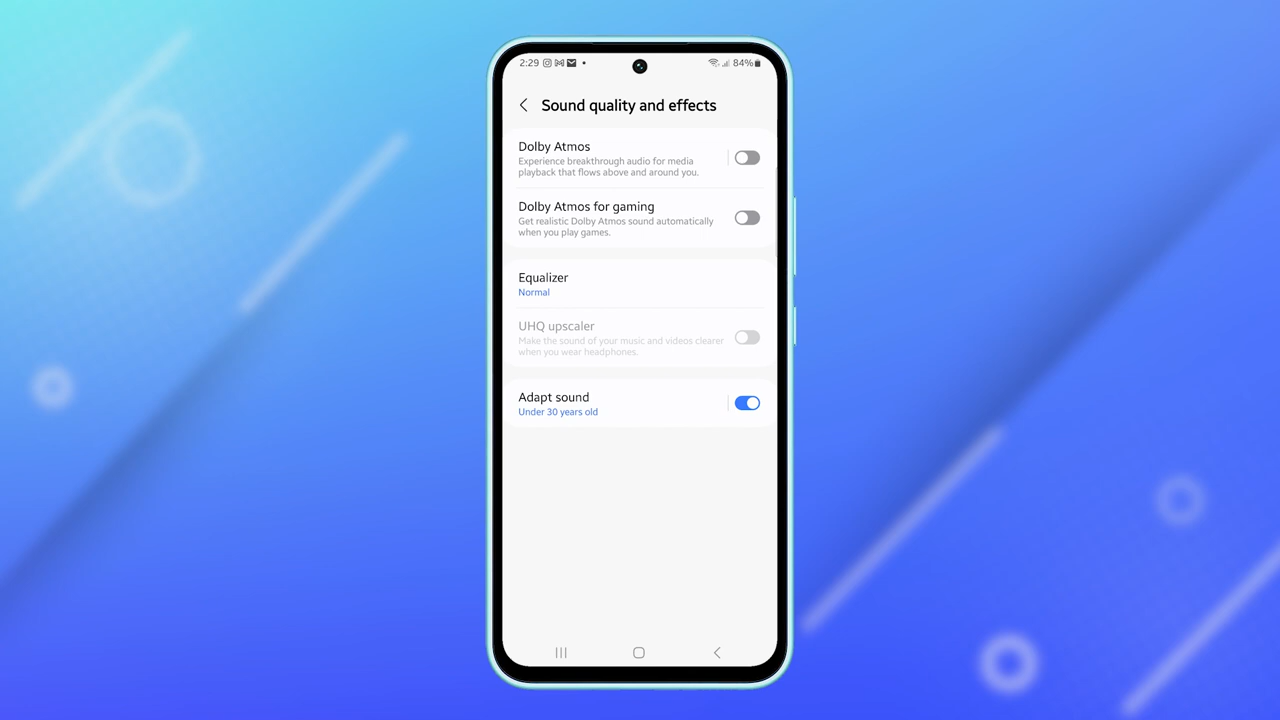 2:29 84%
Sound quality and effects
Dolby Atmos
Experience breakthrough audio for media
playback that flows above and around you.
Dolby Atmos for gaming
Get realistic Dolby Atmos sound automatically
when you play games.
Equalizer
Normal
UHQ upscaler
Make the sound of your music and videos clearer
when you wear headphones.
Adapt sound
Under 30 years old